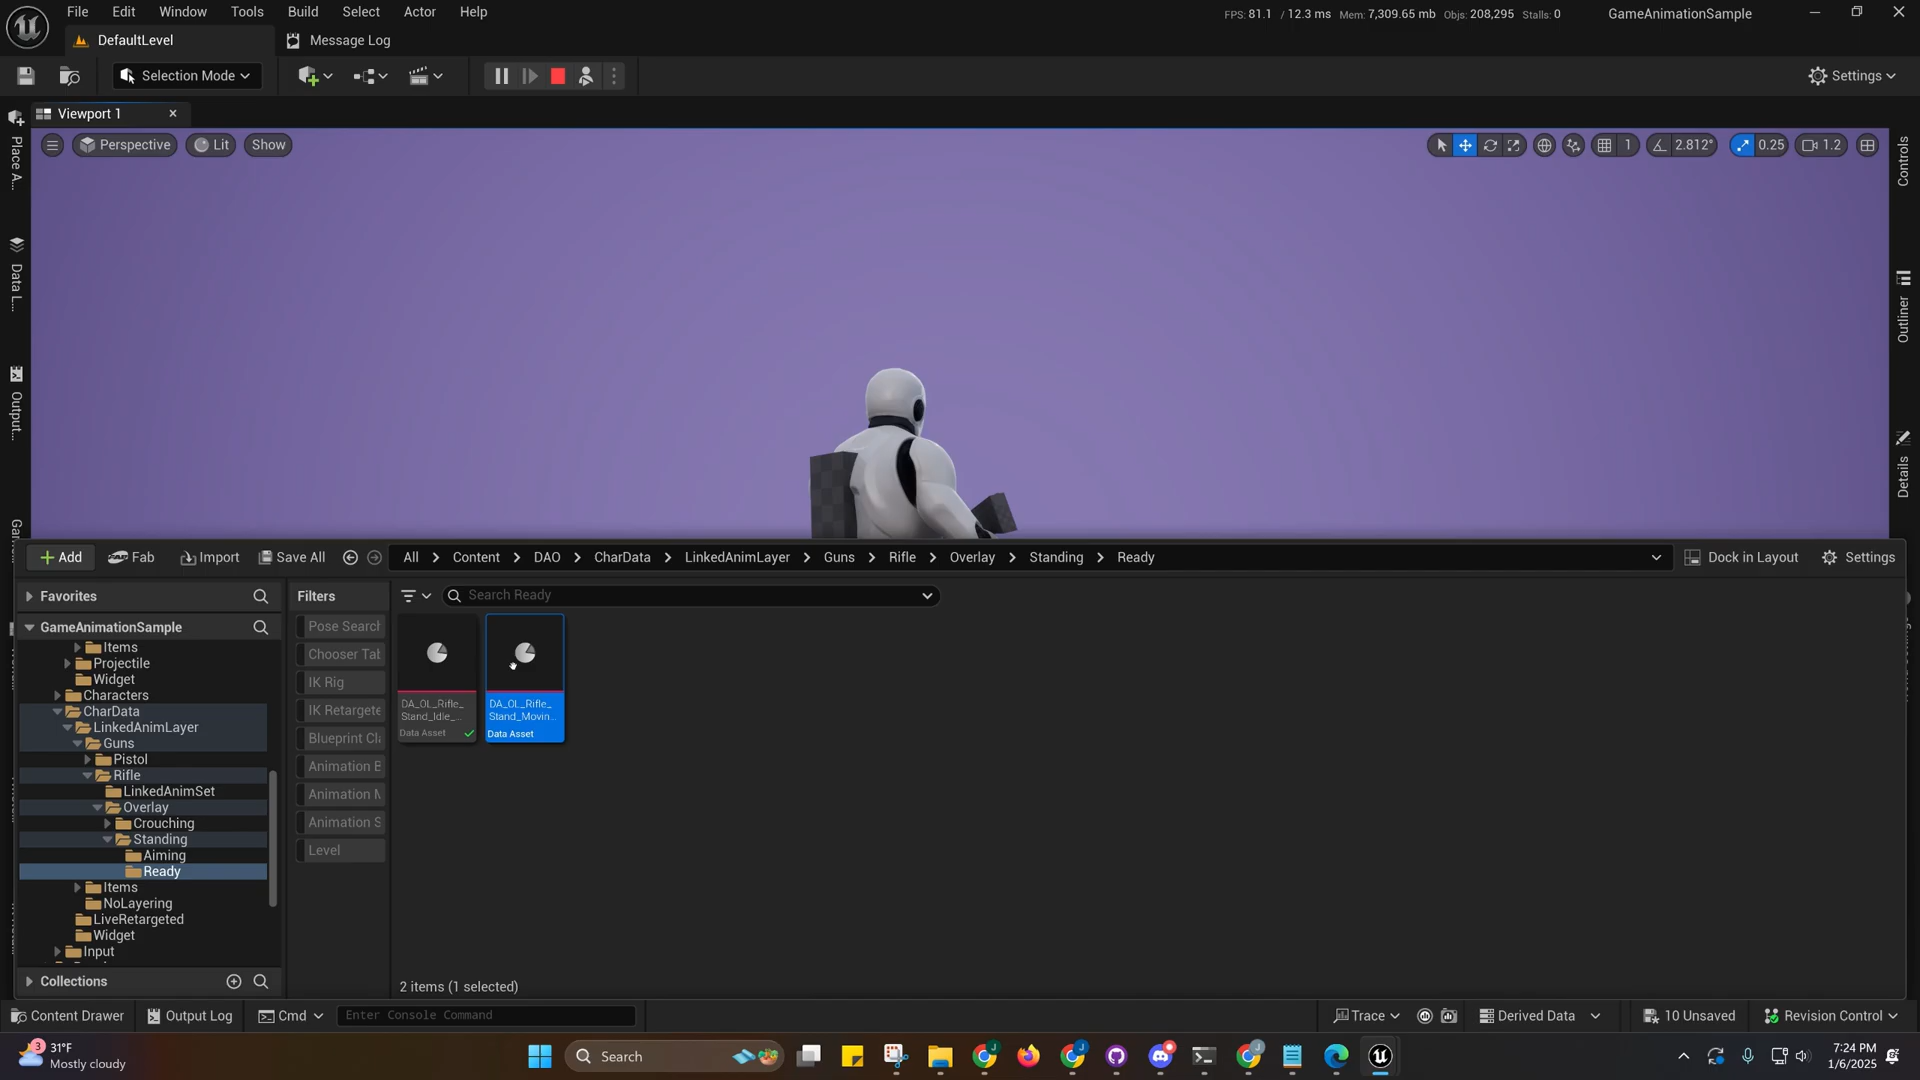 File Edit Window Tools Build Select Actor Help
FPS: 81.1 / 12.3 ms Mem: 7,309.65 mb Objs: 208,295 Stalls: 0
GameAnimationSample
DefaultLevel
Message Log
Selection Mode
Settings
Viewport 1
Perspective Lit Show
1 2.812° 0.25 1.2
Place A...
Data L...
Output...
Controls
Outliner
Details
Add Fab Import Save All
All Content DAO CharData LinkedAnimLayer Guns Rifle Overlay Standing Ready
Dock in Layout Settings
Favorites
GameAnimationSample
Items
Projectile
Widget
Characters
CharData
LinkedAnimLayer
Guns
Pistol
Rifle
LinkedAnimSet
Overlay
Crouching
Standing
Aiming
Ready
Items
NoLayering
LiveRetargeted
Widget
Input
Collections
Filters
Pose Search
Chooser Tab
IK Rig
IK Retargete
Blueprint Cl
Animation B
Animation M
Animation S
Level
Search Ready
DA_OL_Rifle_
Stand_Idle_...
Data Asset
DA_OL_Rifle_
Stand_Movin...
Data Asset
2 items (1 selected)
Content Drawer Output Log Cmd Enter Console Command
Trace Derived Data 10 Unsaved Revision Control
3
31°F
Mostly cloudy
Search
7:24 PM
1/6/2025